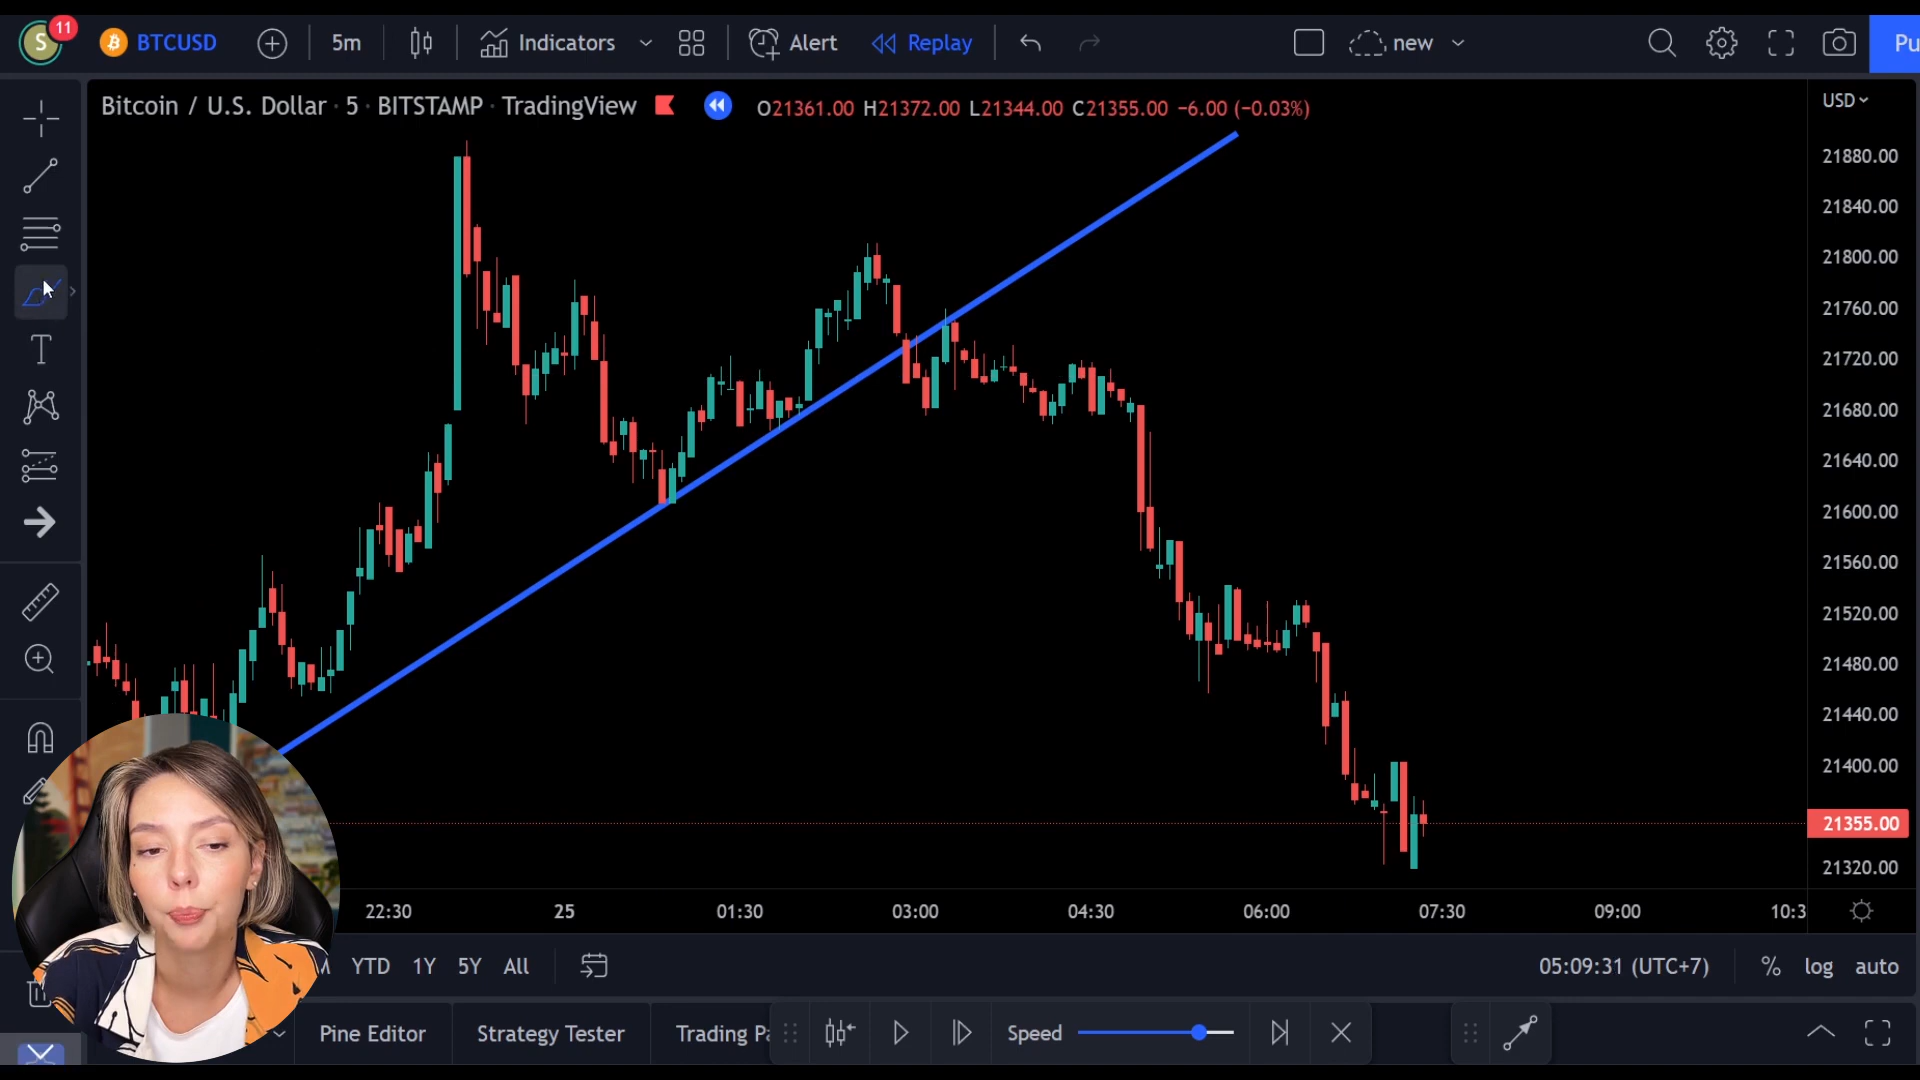 S 11 BTCUSD 5m Indicators Alert Replay new Pu
Bitcoin / U.S. Dollar · 5 · BITSTAMP · TradingView O21361.00 H21372.00 L21344.00 C21355.00 −6.00 (−0.03%)
USD
21880.00
21840.00
21800.00
21760.00
21720.00
21680.00
21640.00
21600.00
21560.00
21520.00
21480.00
21440.00
21400.00
21355.00
21320.00
T
22:30 25 01:30 03:00 04:30 06:00 07:30 09:00 10:3
YTD 1Y 5Y All 05:09:31 (UTC+7) % log auto
Pine Editor Strategy Tester Trading Pa Speed